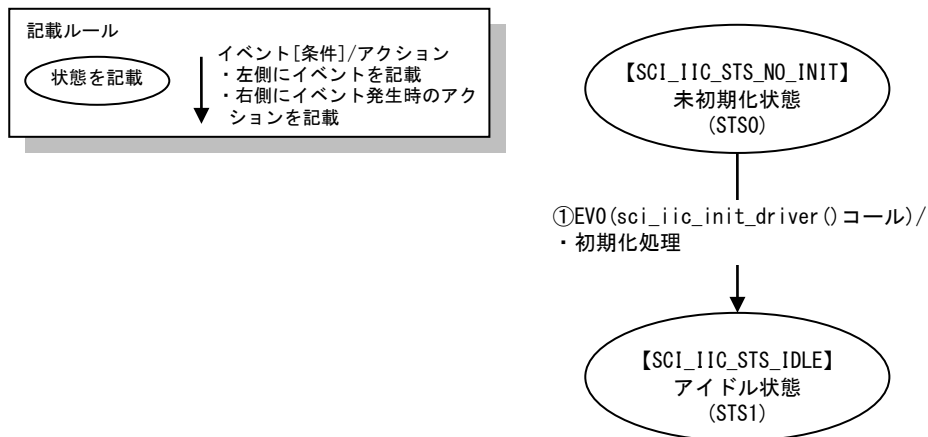 記載ルール
状態を記載
イベント[条件]/アクション
・左側にイベントを記載
・右側にイベント発生時のアク
ションを記載
【SCI_IIC_STS_NO_INIT】
未初期化状態
(STS0)
①EV0(sci_iic_init_driver()コール)/
・初期化処理
【SCI_IIC_STS_IDLE】
アイドル状態
(STS1)